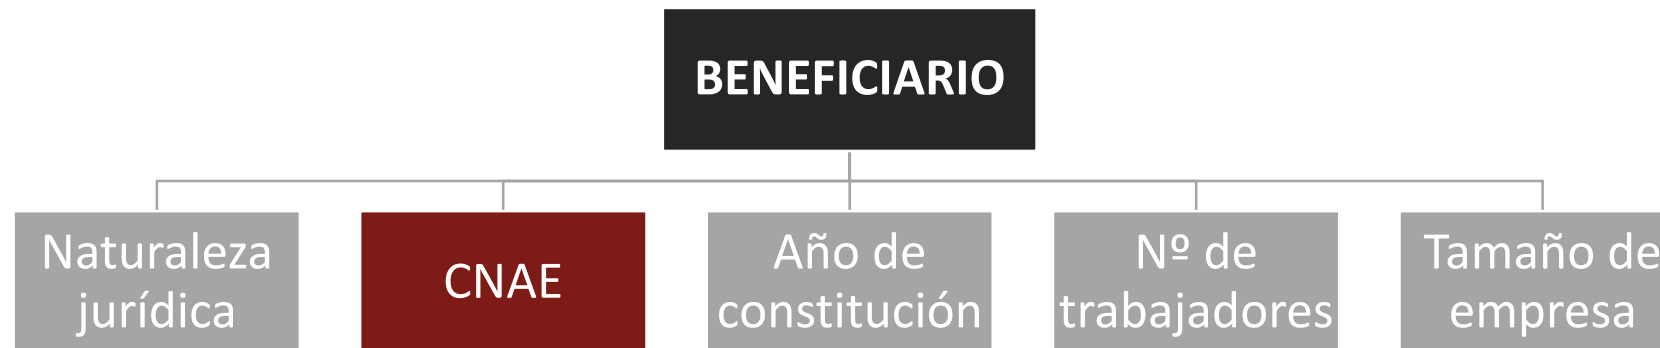 BENEFICIARIO
Naturaleza
jurídica
CNAE
Año de
constitución
Nº de
trabajadores
Tamaño de
empresa